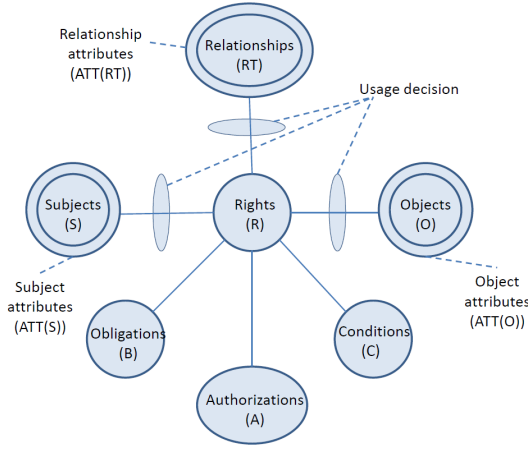 Relationship
attributes
(ATT(RT))
Relationships
(RT)
Usage decision
Subjects
(S)
Rights
(R)
Objects
(O)
Subject
attributes
(ATT(S))
Object
attributes
(ATT(O))
Obligations
(B)
Conditions
(C)
Authorizations
(A)